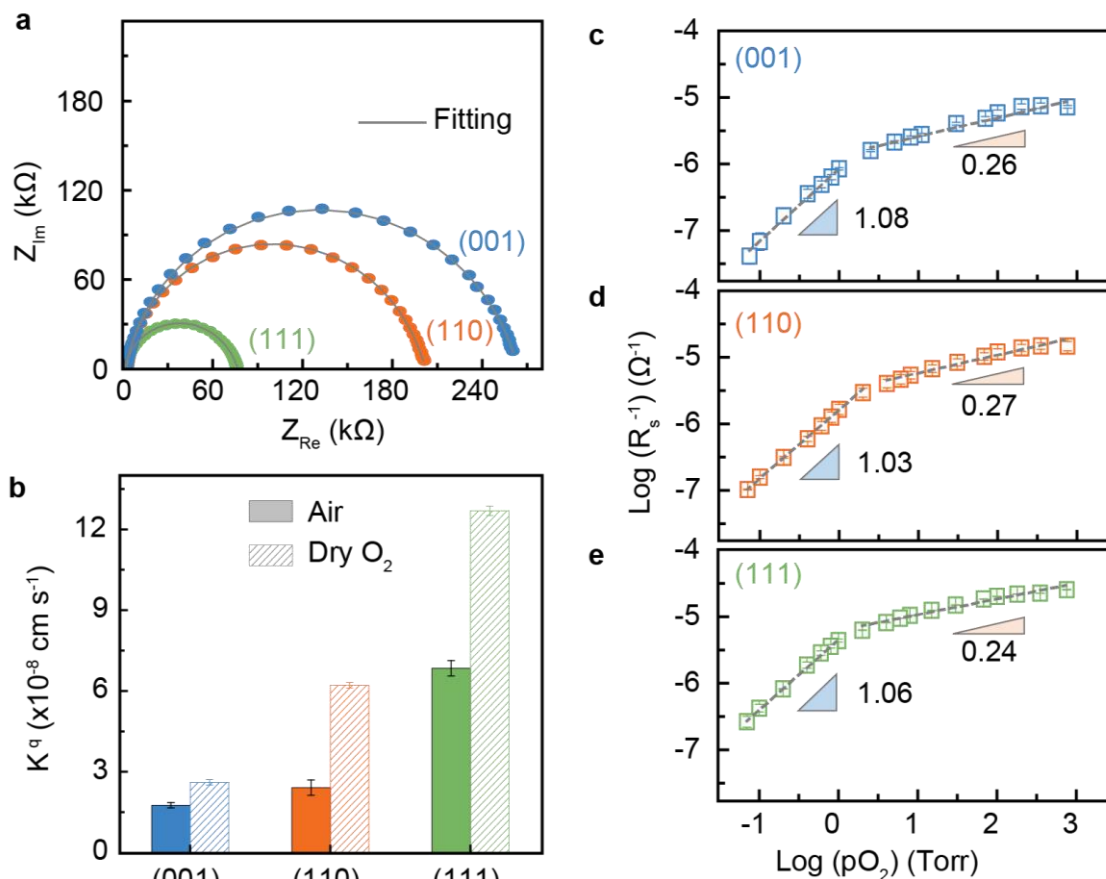 a
180
120
60
0
Z_Im (kΩ)
Fitting
(001)
(110)
(111)
0 60 120 180 240
Z_Re (kΩ)
b
12
9
6
3
0
K^q (x10^-8 cm s^-1)
Air
Dry O₂
(001) (110) (111)
c
(001)
-4
-5
-6
-7
1.08
0.26
d
(110)
-4
-5
-6
-7
1.03
0.27
Log (R_s^-1) (Ω^-1)
e
(111)
-4
-5
-6
-7
1.06
0.24
-1 0 1 2 3
Log (pO₂) (Torr)